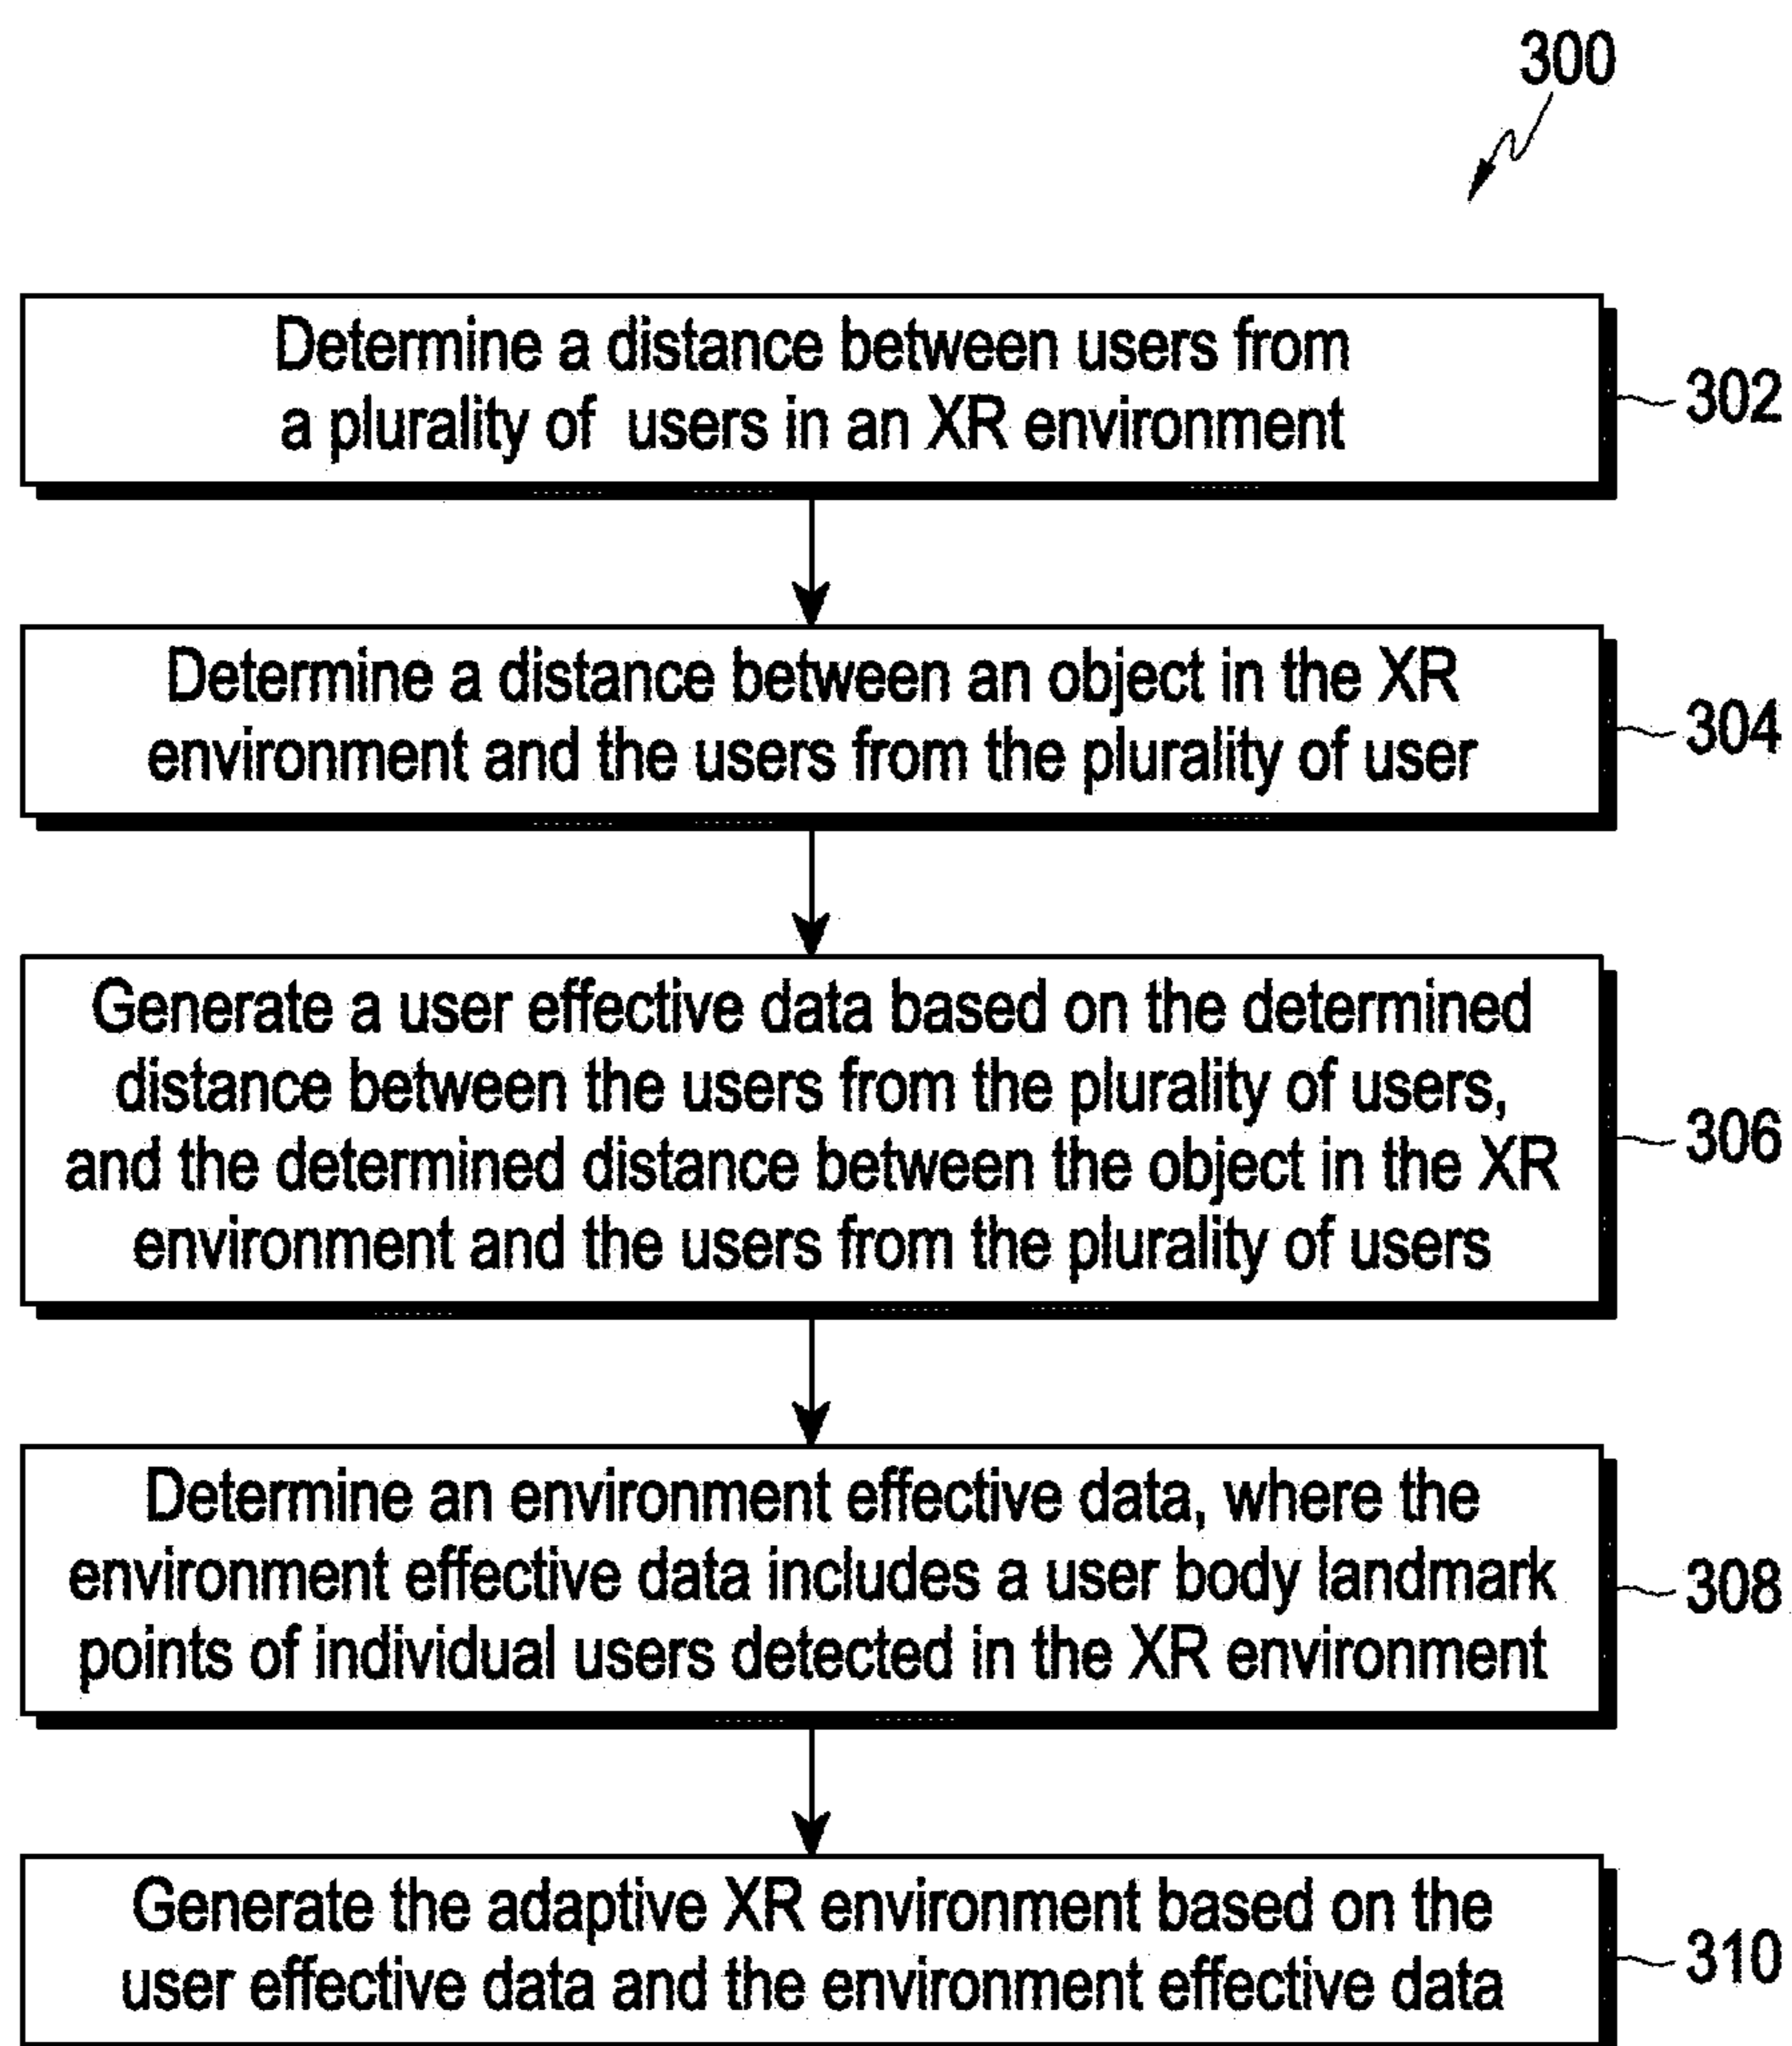 300
Determine a distance between users from
a plurality of users in an XR environment
302
Determine a distance between an object in the XR
environment and the users from the plurality of user
304
Generate a user effective data based on the determined
distance between the users from the plurality of users,
and the determined distance between the object in the XR
environment and the users from the plurality of users
306
Determine an environment effective data, where the
environment effective data includes a user body landmark
points of individual users detected in the XR environment
308
Generate the adaptive XR environment based on the
user effective data and the environment effective data
310